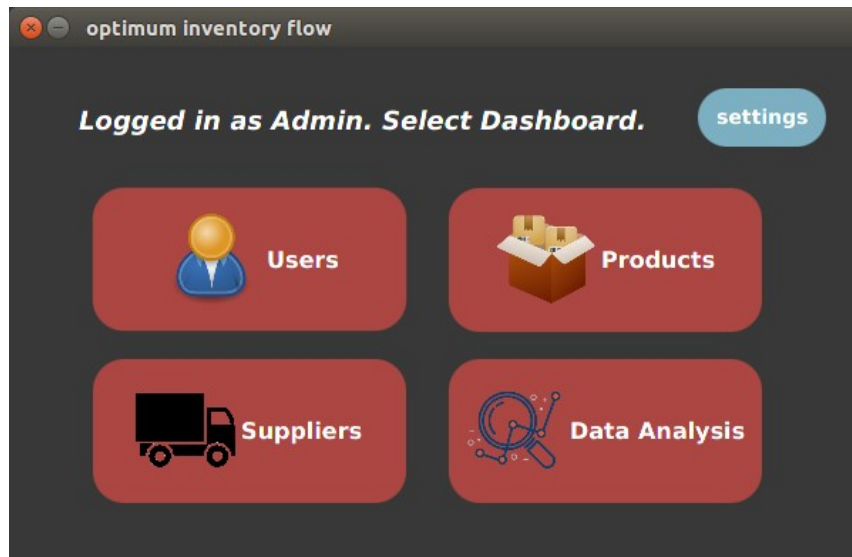 optimum inventory flow
Logged in as Admin. Select Dashboard.
settings
Users
Products
Suppliers
Data Analysis